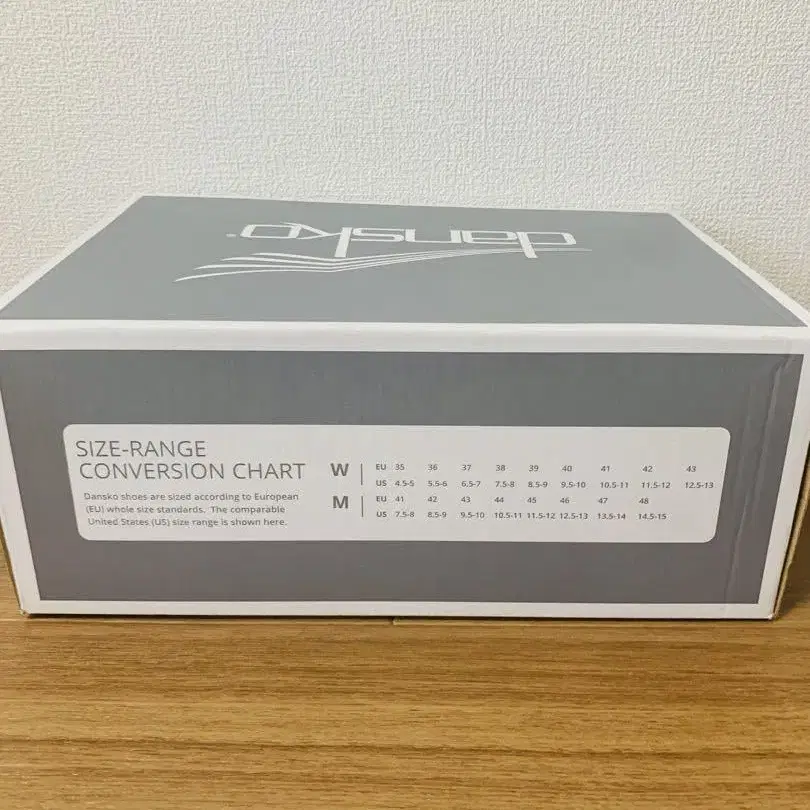 dansko®
SIZE-RANGE
CONVERSION CHART
Dansko shoes are sized according to European
(EU) whole size standards. The comparable
United States (US) size range is shown here.
W EU 35 36 37 38 39 40 41 42 43
US 4.5-5 5.5-6 6.5-7 7.5-8 8.5-9 9.5-10 10.5-11 11.5-12 12.5-13
M EU 41 42 43 44 45 46 47 48
US 7.5-8 8.5-9 9.5-10 10.5-11 11.5-12 12.5-13 13.5-14 14.5-15